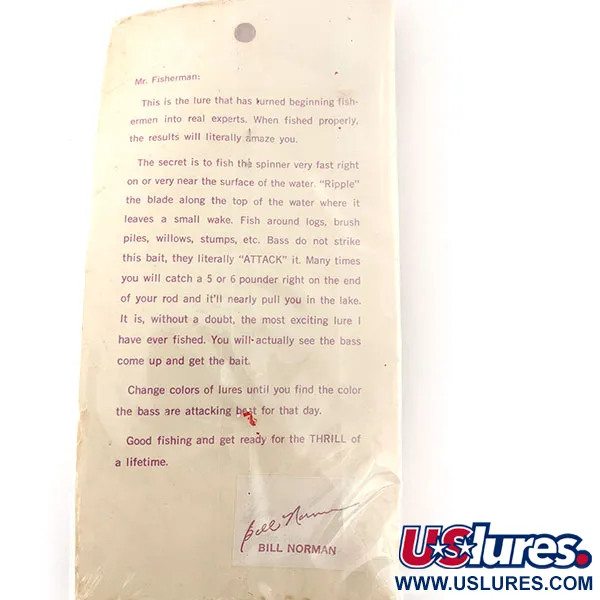 Mr. Fisherman:
This is the lure that has turned beginning fish-
ermen into real experts. When fished properly,
the results will literally amaze you.
The secret is to fish the spinner very fast right
on or very near the surface of the water. "Ripple"
the blade along the top of the water where it
leaves a small wake. Fish around logs, brush
piles, willows, stumps, etc. Bass do not strike
this bait, they literally "ATTACK" it. Many times
you will catch a 5 or 6 pounder right on the end
of your rod and it'll nearly pull you in the lake.
It is, without a doubt, the most exciting lure I
have ever fished. You will actually see the bass
come up and get the bait.
Change colors of lures until you find the color
the bass are attacking best for that day.
Good fishing and get ready for the THRILL of
a lifetime.
Bill Norman
BILL NORMAN
USlures.
WWW.USLURES.COM